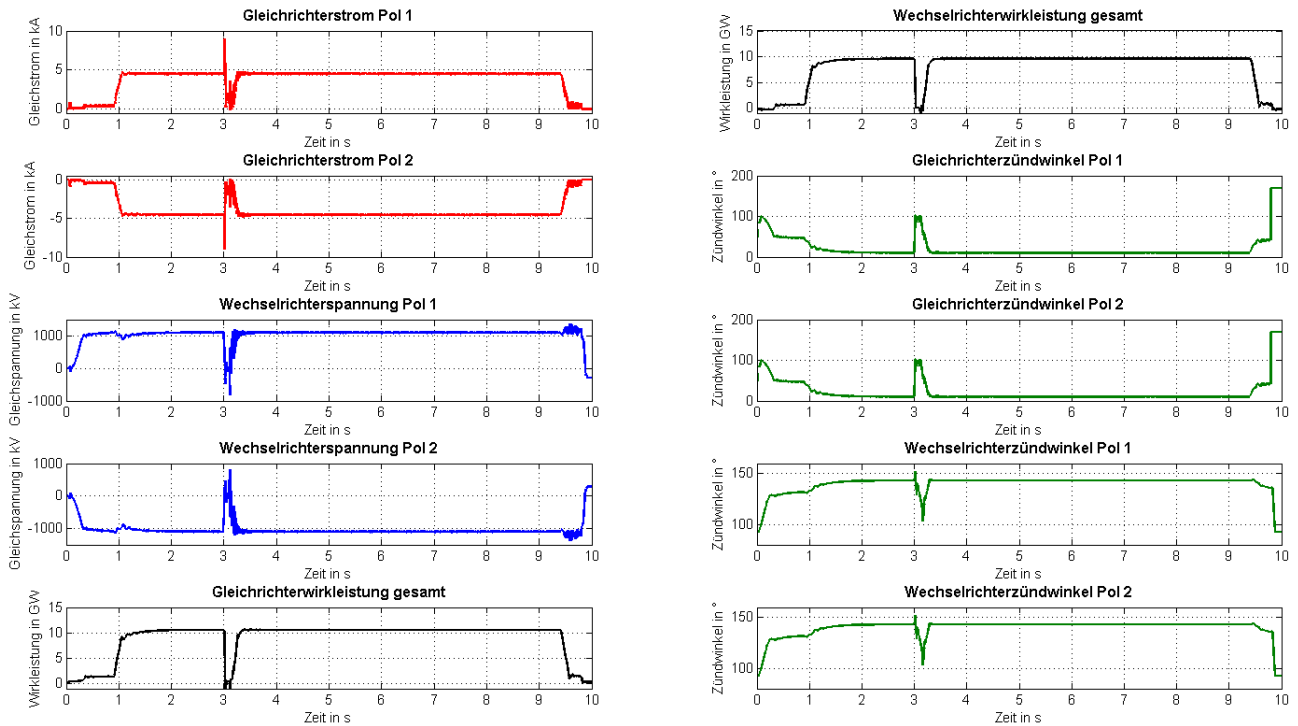 Gleichrichterstrom Pol 1
Gleichstrom in kA
10
5
0
0 1 2 3 4 5 6 7 8 9 10
Zeit in s
Gleichrichterstrom Pol 2
Gleichstrom in kA
0
-5
-10
0 1 2 3 4 5 6 7 8 9 10
Zeit in s
Wechselrichterspannung Pol 1
Gleichspannung in kV
1000
0
-1000
0 1 2 3 4 5 6 7 8 9 10
Zeit in s
Wechselrichterspannung Pol 2
Gleichspannung in kV
1000
0
-1000
0 1 2 3 4 5 6 7 8 9 10
Zeit in s
Gleichrichterwirkleistung gesamt
Wirkleistung in GW
15
10
5
0
0 1 2 3 4 5 6 7 8 9 10
Zeit in s
Wechselrichterwirkleistung gesamt
Wirkleistung in GW
15
10
5
0
0 1 2 3 4 5 6 7 8 9 10
Zeit in s
Gleichrichterzündwinkel Pol 1
Zündwinkel in °
200
100
0
0 1 2 3 4 5 6 7 8 9 10
Zeit in s
Gleichrichterzündwinkel Pol 2
Zündwinkel in °
200
100
0
0 1 2 3 4 5 6 7 8 9 10
Zeit in s
Wechselrichterzündwinkel Pol 1
Zündwinkel in °
150
100
0 1 2 3 4 5 6 7 8 9 10
Zeit in s
Wechselrichterzündwinkel Pol 2
Zündwinkel in °
150
100
0 1 2 3 4 5 6 7 8 9 10
Zeit in s